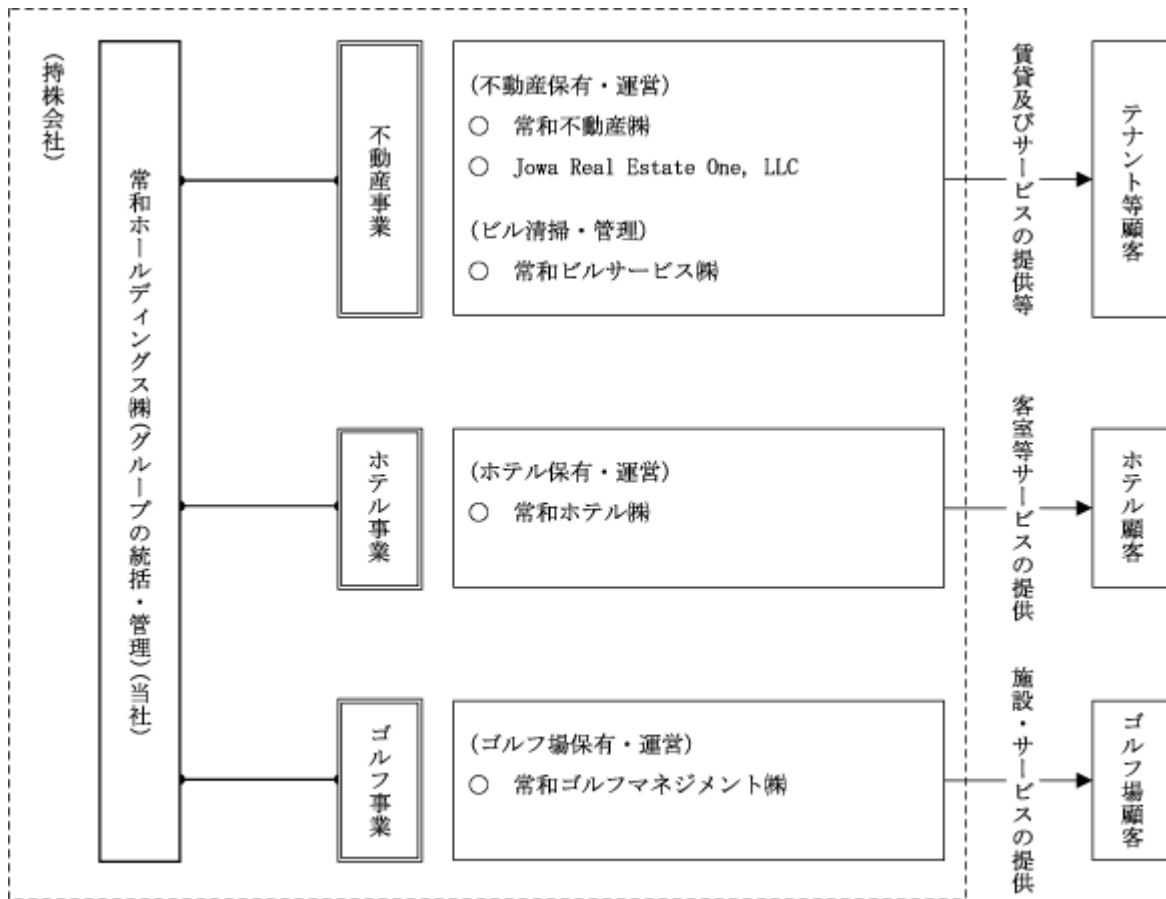 (持株会社)
常和ホールディングス㈱(グループの統括・管理)(当社)
不動産事業
(不動産保有・運営)
○ 常和不動産㈱
○ Jowa Real Estate One, LLC
(ビル清掃・管理)
○ 常和ビルサービス㈱
賃貸及びサービスの提供等
テナント等顧客
ホテル事業
(ホテル保有・運営)
○ 常和ホテル㈱
客室等サービスの提供
ホテル顧客
ゴルフ事業
(ゴルフ場保有・運営)
○ 常和ゴルフマネジメント㈱
施設・サービスの提供
ゴルフ場顧客